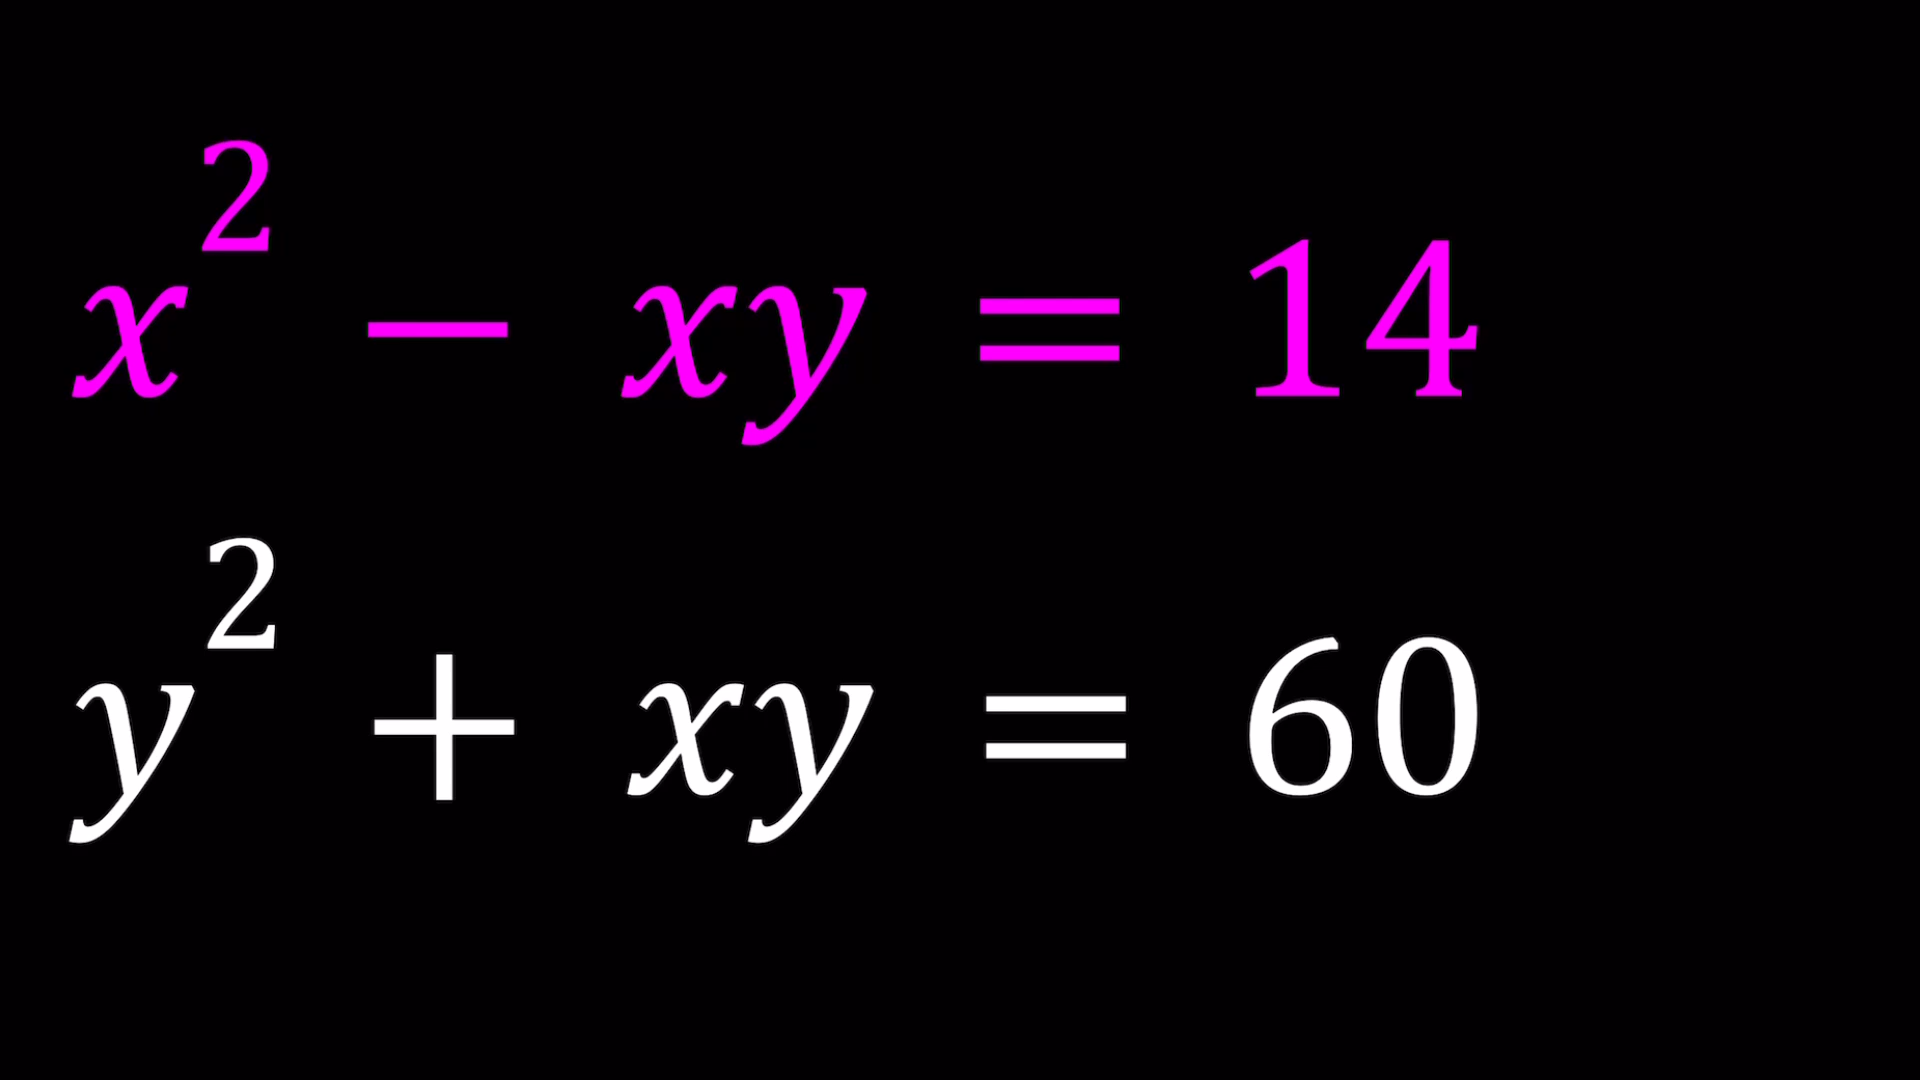 x² − xy = 14
y² + xy = 60